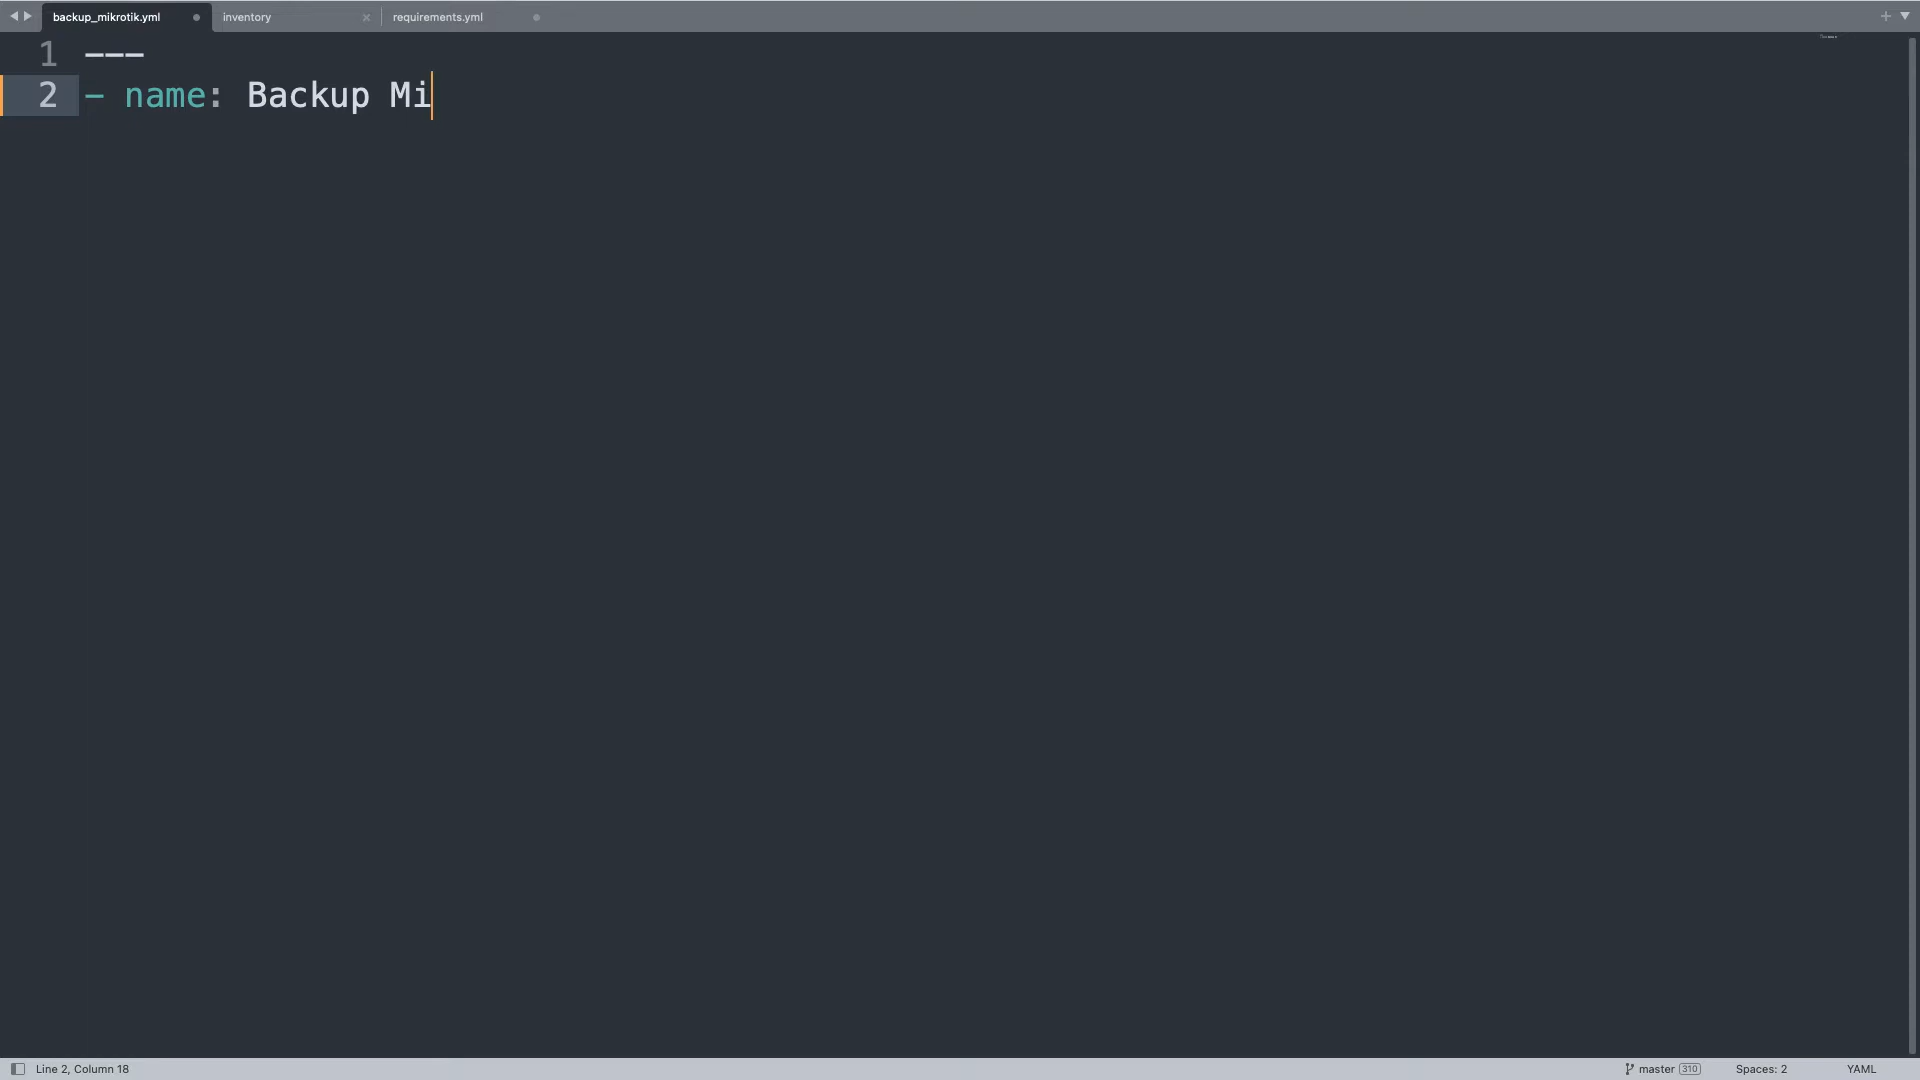 backup_mikrotik.yml
inventory
requirements.yml
1 ---
2 - name: Backup Mi
Line 2, Column 18
master 310
Spaces: 2
YAML